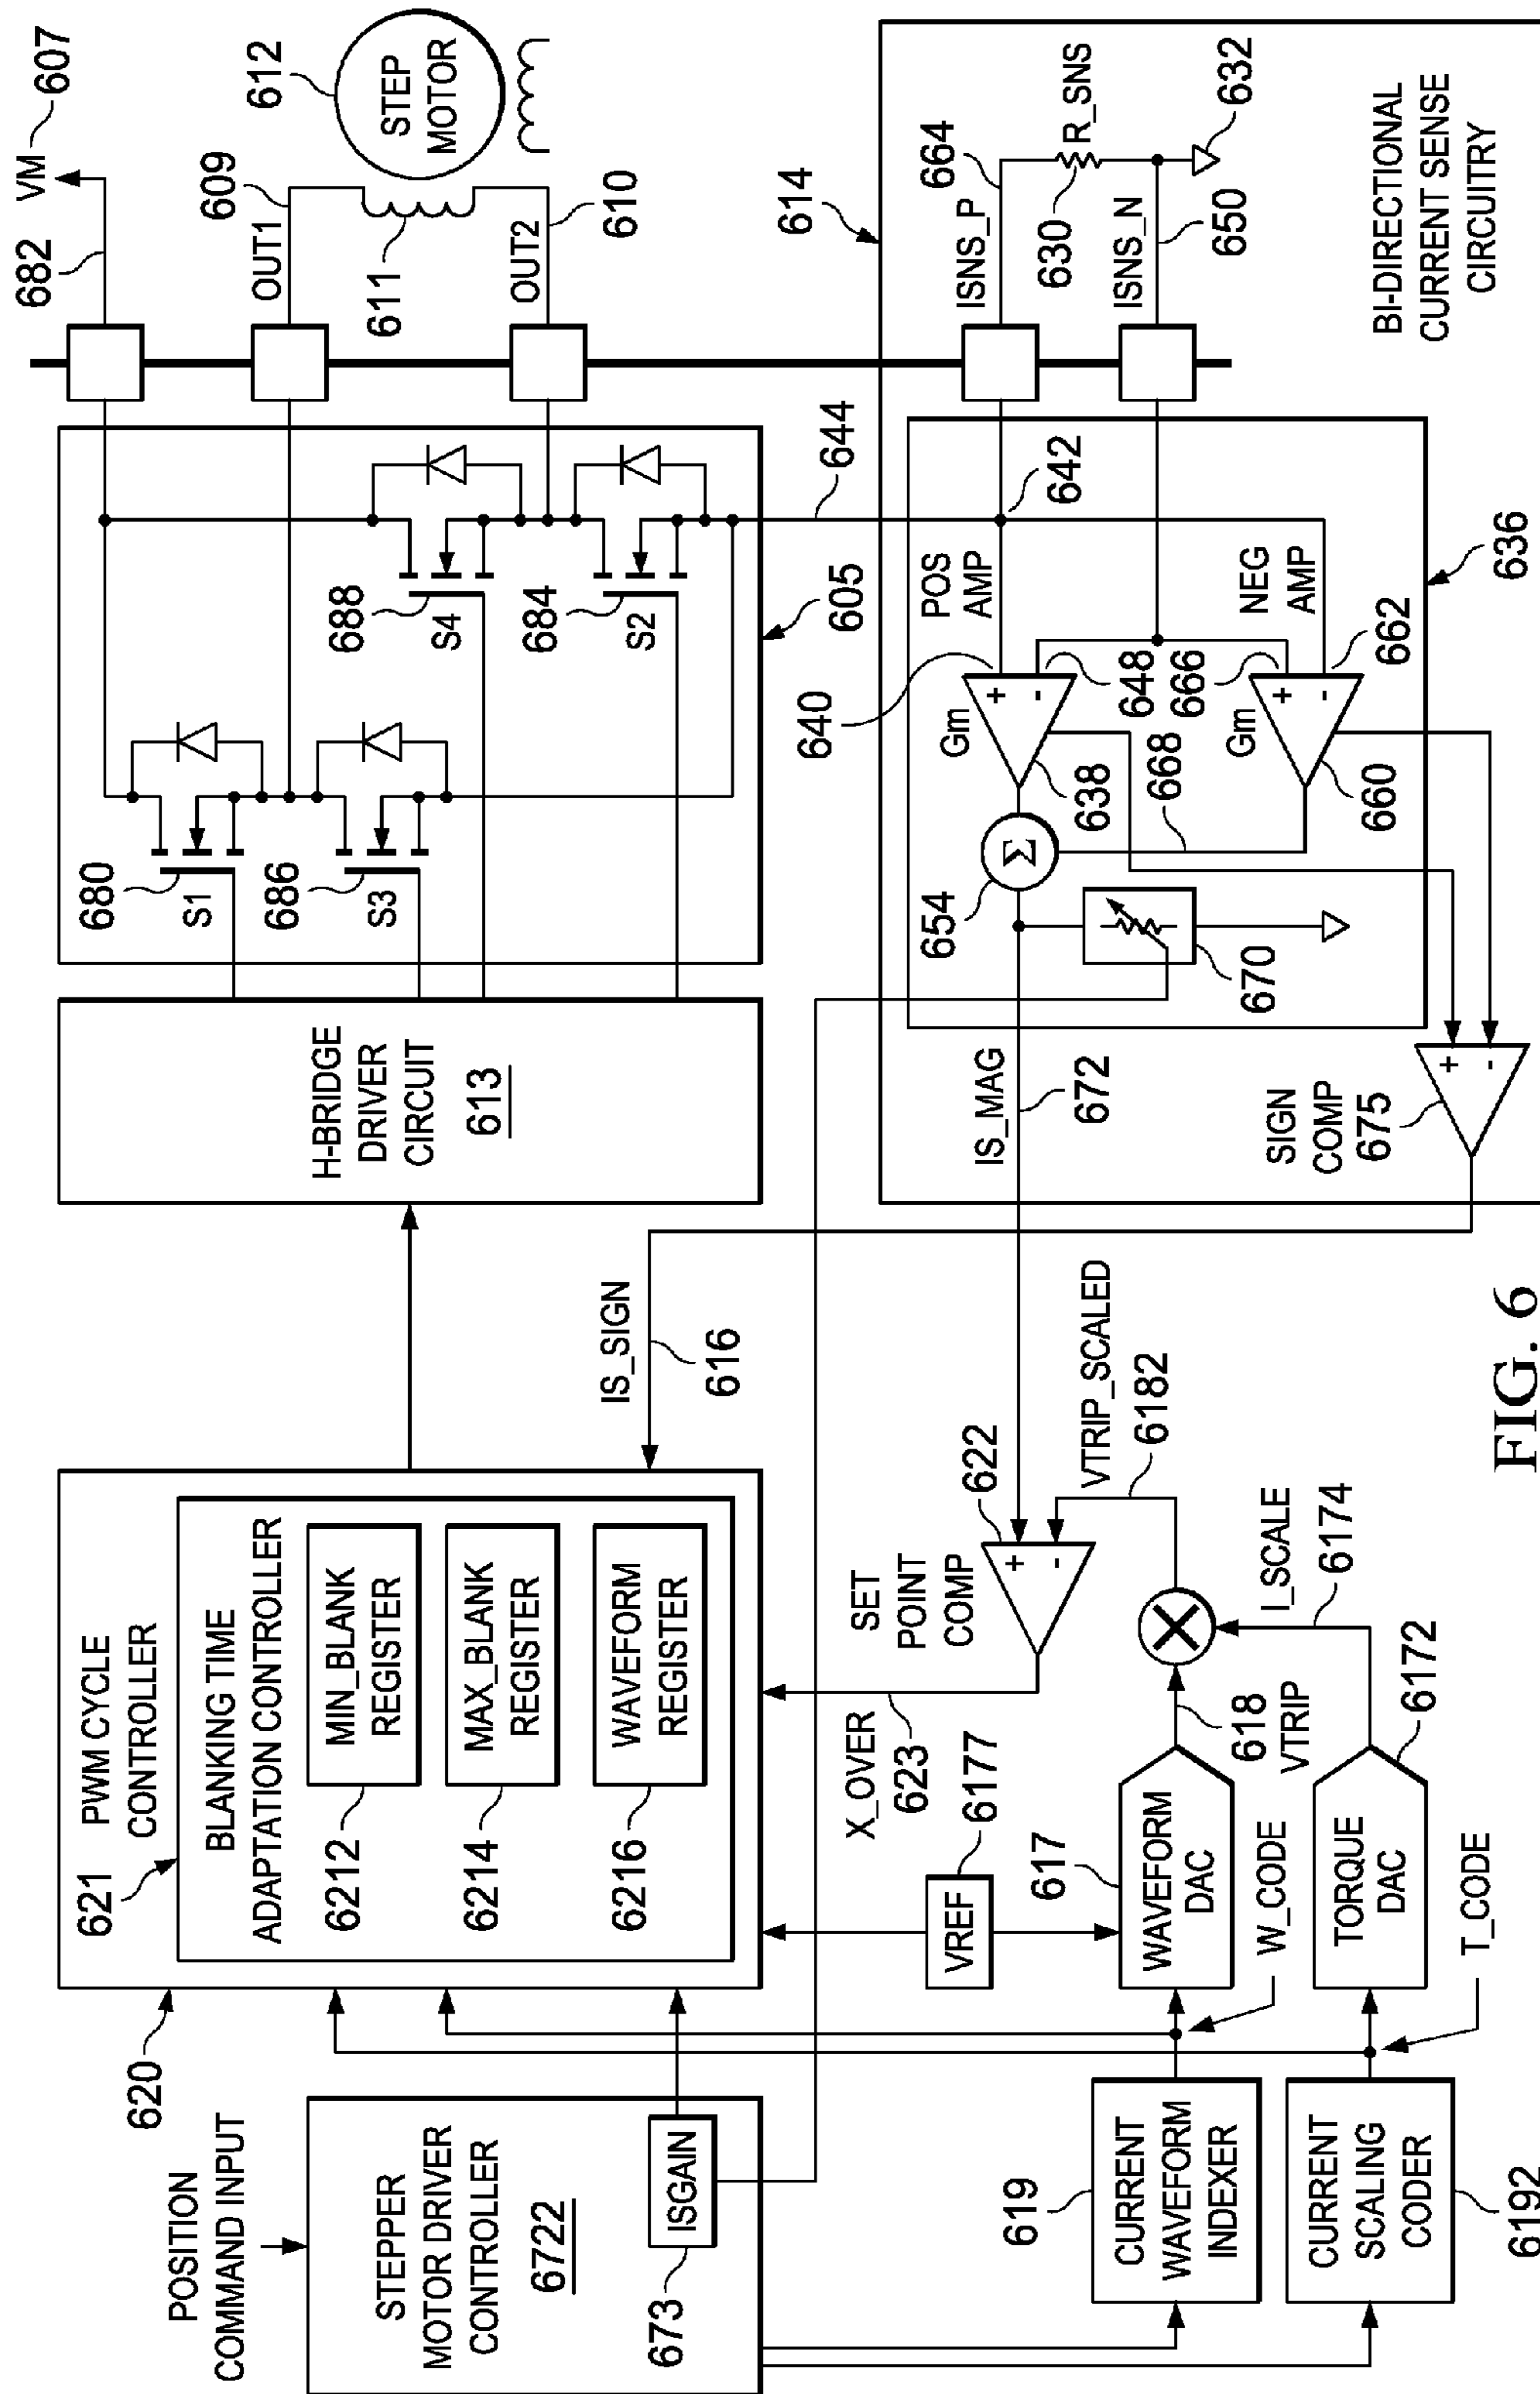 POSITION
COMMAND INPUT
STEPPER
MOTOR DRIVER
CONTROLLER
6722
ISGAIN
673
620
PWM CYCLE
CONTROLLER
621
BLANKING TIME
ADAPTATION CONTROLLER
MIN_BLANK
REGISTER
6212
MAX_BLANK
REGISTER
6214
WAVEFORM
REGISTER
6216
H-BRIDGE
DRIVER
CIRCUIT
613
680
S1
686
S3
688
S4
684
S2
605
644
682
VM
607
609
OUT1
611
OUT2
610
612
STEP
MOTOR
619
CURRENT
WAVEFORM
INDEXER
CURRENT
SCALING
CODER
6192
VREF
6177
617
WAVEFORM
DAC
W_CODE
TORQUE
DAC
T_CODE
6172
618
VTRIP
I_SCALE
6174
X_OVER
623
SET
POINT
COMP
622
+
-
VTRIP_SCALED
6182
IS_SIGN
616
IS_MAG
672
SIGN
COMP
675
+
-
654
Σ
670
668
638
Gm
+
-
640
POS
AMP
642
648
666
Gm
+
-
660
662
NEG
AMP
636
614
ISNS_P
664
630
R_SNS
632
ISNS_N
650
BI-DIRECTIONAL
CURRENT SENSE
CIRCUITRY
FIG. 6